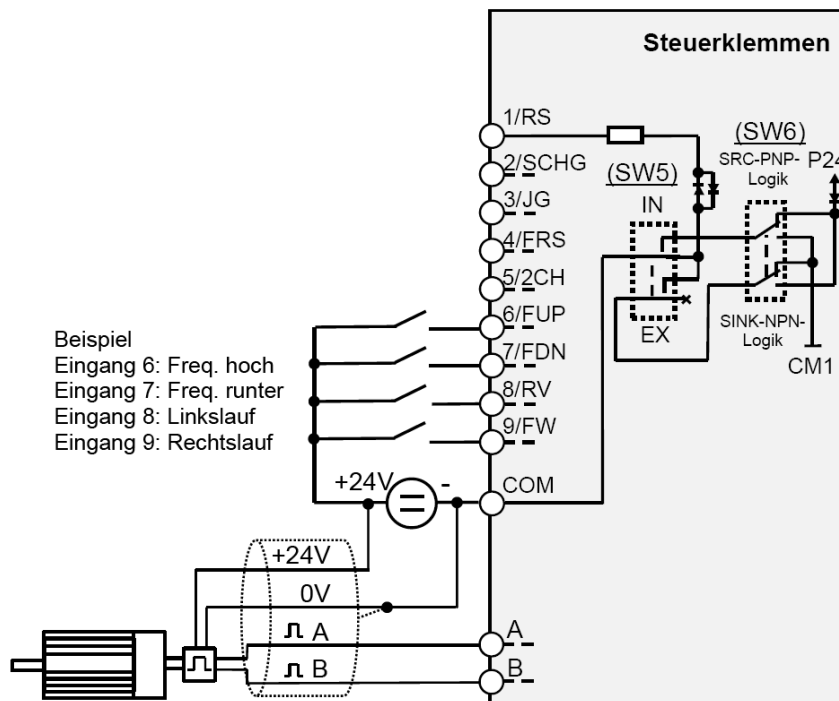 Steuerklemmen
1/RS
(SW6)
2/SCHG
(SW5)
SRC-PNP-
Logik
P24
3/JG
IN
4/FRS
5/2CH
6/FUP
SINK-NPN-
Logik
EX
CM1
7/FDN
8/RV
9/FW
Beispiel
Eingang 6: Freq. hoch
Eingang 7: Freq. runter
Eingang 8: Linkslauf
Eingang 9: Rechtslauf
+24V
-
COM
+24V
0V
A
A
B
B